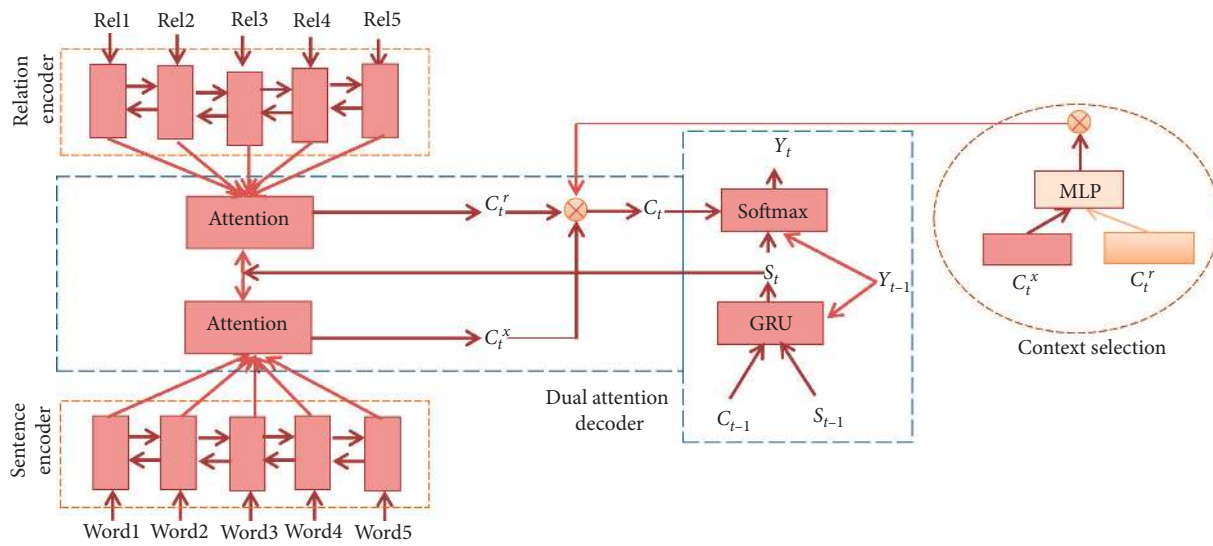 Rel1 Rel2 Rel3 Rel4 Rel5
Relation
encoder
Attention
Attention
C_t^r
C_t^x
C_t
Y_t
Softmax
S_t
Y_{t–1}
GRU
C_{t–1}
S_{t–1}
Dual attention
decoder
MLP
C_t^x
C_t^r
Context selection
Sentence
encoder
Word1 Word2 Word3 Word4 Word5